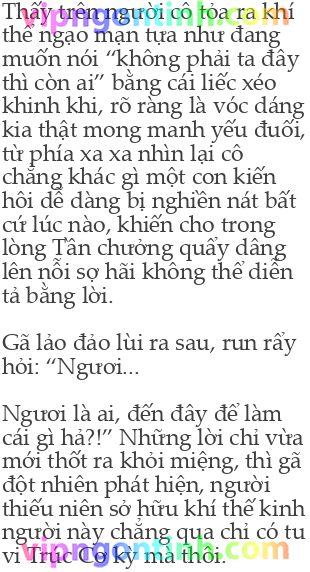 vipngontinh.com vipngontinh.com
Thấy trên người cô tỏa ra khí
thế ngạo mạn tựa như đang
muốn nói “không phải ta đây
thì còn ai” bằng cái liếc xéo
khinh khi, rõ ràng là vóc dáng
kia thật mong manh yếu đuối,
từ phía xa xa nhìn lại cô
chẳng khác gì một con kiến
hôi dễ dàng bị nghiền nát bất
cứ lúc nào, khiến cho trong
lòng Tần chưởng quầy dâng
lên nỗi sợ hãi không thể diễn
tả bằng lời.
Gã lảo đảo lùi ra sau, run rẩy
hỏi: “Ngươi...
Ngươi là ai, đến đây để làm
cái gì hả?!” Những lời chỉ vừa
mới thốt ra khỏi miệng, thì gã
đột nhiên phát hiện, người
thiếu niên sở hữu khí thế kinh
người này chẳng qua chỉ có tu
vi Trúc Cơ kỳ mà thôi.
vipngontinh.com vipngontinh.com